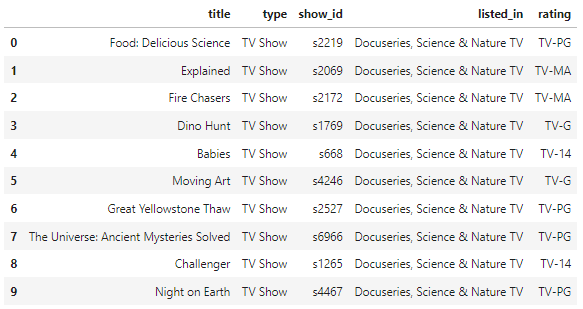 title type show_id listed_in rating
0 Food: Delicious Science TV Show s2219 Docuseries, Science & Nature TV TV-PG
1 Explained TV Show s2069 Docuseries, Science & Nature TV TV-MA
2 Fire Chasers TV Show s2172 Docuseries, Science & Nature TV TV-MA
3 Dino Hunt TV Show s1769 Docuseries, Science & Nature TV TV-G
4 Babies TV Show s668 Docuseries, Science & Nature TV TV-14
5 Moving Art TV Show s4246 Docuseries, Science & Nature TV TV-G
6 Great Yellowstone Thaw TV Show s2527 Docuseries, Science & Nature TV TV-PG
7 The Universe: Ancient Mysteries Solved TV Show s6966 Docuseries, Science & Nature TV TV-PG
8 Challenger TV Show s1265 Docuseries, Science & Nature TV TV-14
9 Night on Earth TV Show s4467 Docuseries, Science & Nature TV TV-PG